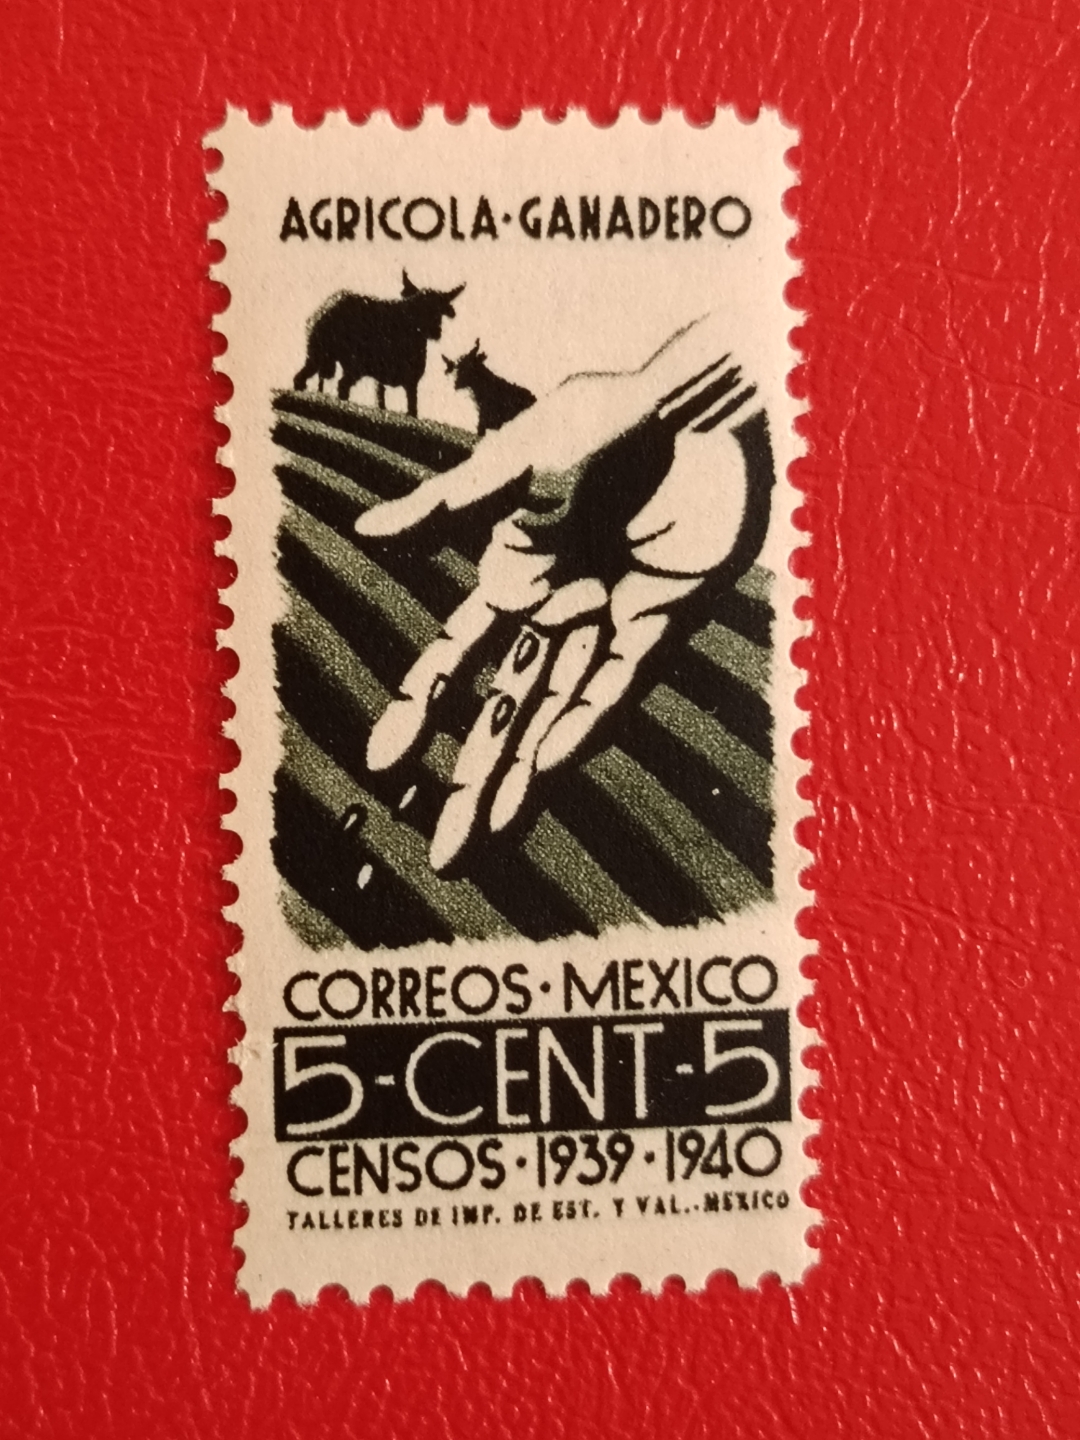 AGRICOLA·GANADERO
CORREOS·MEXICO
5-CENT-5
CENSOS·1939·1940
TALLERES DE IMP. DE EST. Y VAL.-MEXICO